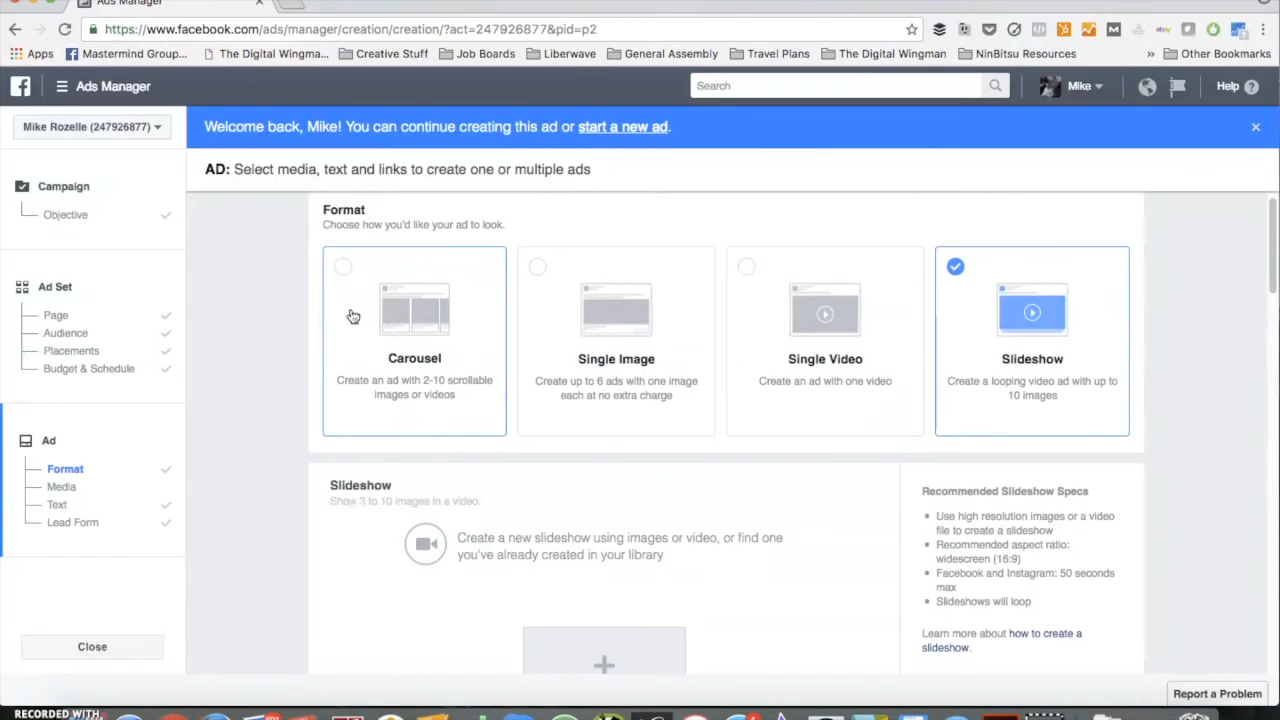 Ads Manager
https://www.facebook.com/ads/manager/creation/creation/?act=247926877&pid=p2
Apps
Mastermind Group...
The Digital Wingma...
Creative Stuff
Job Boards
Liberwave
General Assembly
Travel Plans
The Digital Wingman
NinBitsu Resources
»
Other Bookmarks
Ads Manager
Search
Mike
Help
Mike Rozelle (247926877)
Welcome back, Mike! You can continue creating this ad or start a new ad.
AD: Select media, text and links to create one or multiple ads
Campaign
Objective
Ad Set
Page
Audience
Placements
Budget & Schedule
Ad
Format
Media
Text
Lead Form
Close
Format
Choose how you'd like your ad to look.
Carousel
Create an ad with 2-10 scrollable
images or videos
Single Image
Create up to 6 ads with one image
each at no extra charge
Single Video
Create an ad with one video
Slideshow
Create a looping video ad with up to
10 images
Slideshow
Show 3 to 10 images in a video.
Create a new slideshow using images or video, or find one
you've already created in your library
Recommended Slideshow Specs
• Use high resolution images or a video
file to create a slideshow
• Recommended aspect ratio:
widescreen (16:9)
• Facebook and Instagram: 50 seconds
max
• Slideshows will loop
Learn more about how to create a
slideshow.
Report a Problem
RECORDED WITH